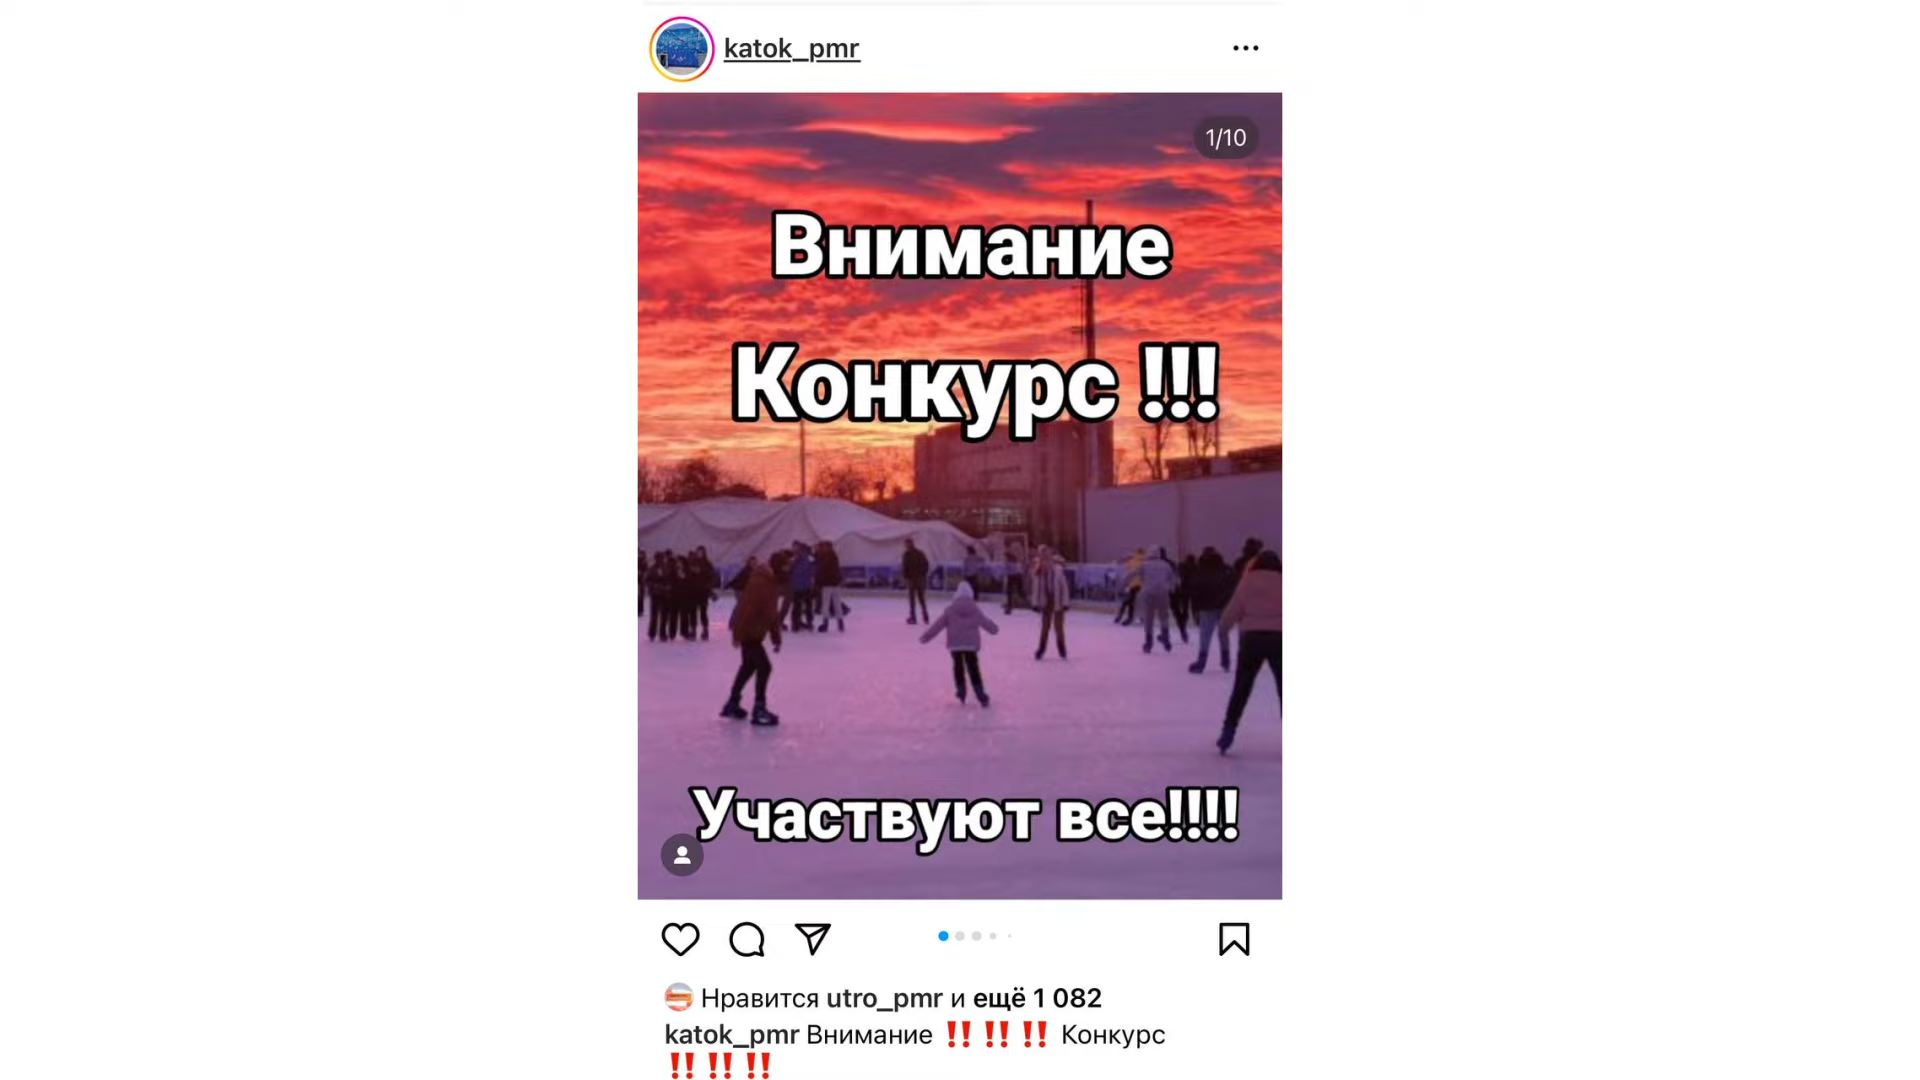 katok_pmr
1/10
Внимание
Конкурс !!!
Участвуют все!!!!
Нравится utro_pmr и ещё 1 082
katok_pmr Внимание ‼️ ‼️ ‼️ Конкурс
‼️ ‼️ ‼️